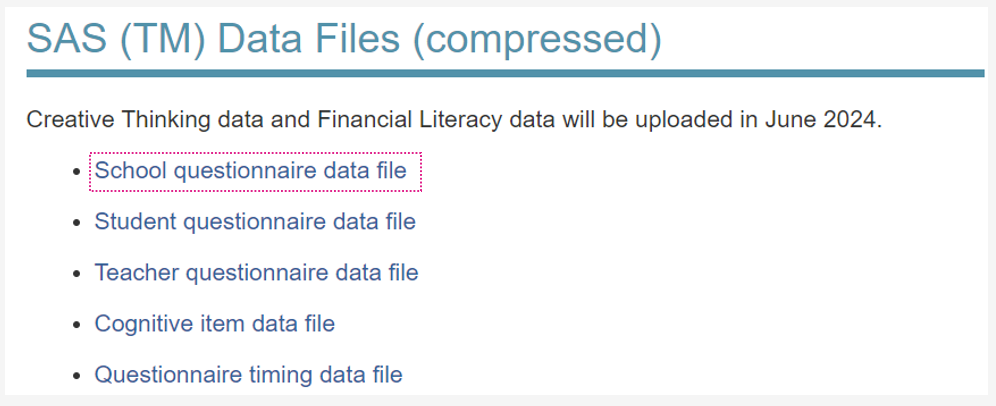 SAS (TM) Data Files (compressed)
Creative Thinking data and Financial Literacy data will be uploaded in June 2024.
• School questionnaire data file
• Student questionnaire data file
• Teacher questionnaire data file
• Cognitive item data file
• Questionnaire timing data file